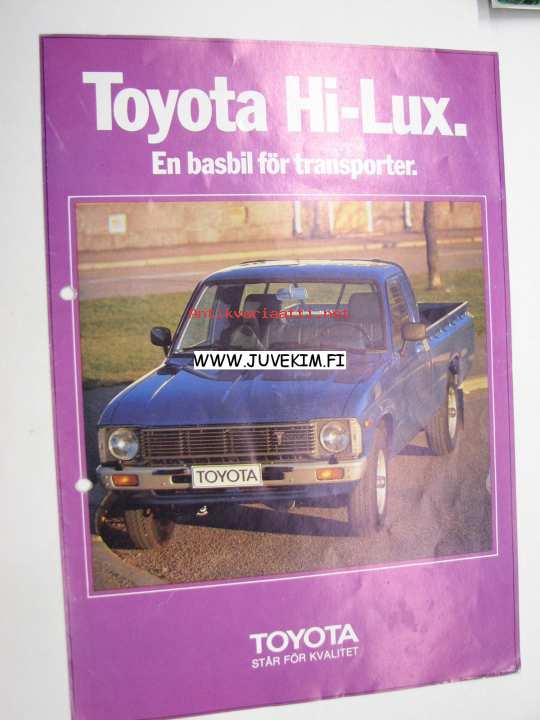 Toyota Hi-Lux.
En basbil för transporter.
Antikvariaatti.net
WWW.JUVEKIM.FI
TOYOTA
TOYOTA
STÅR FÖR KVALITET